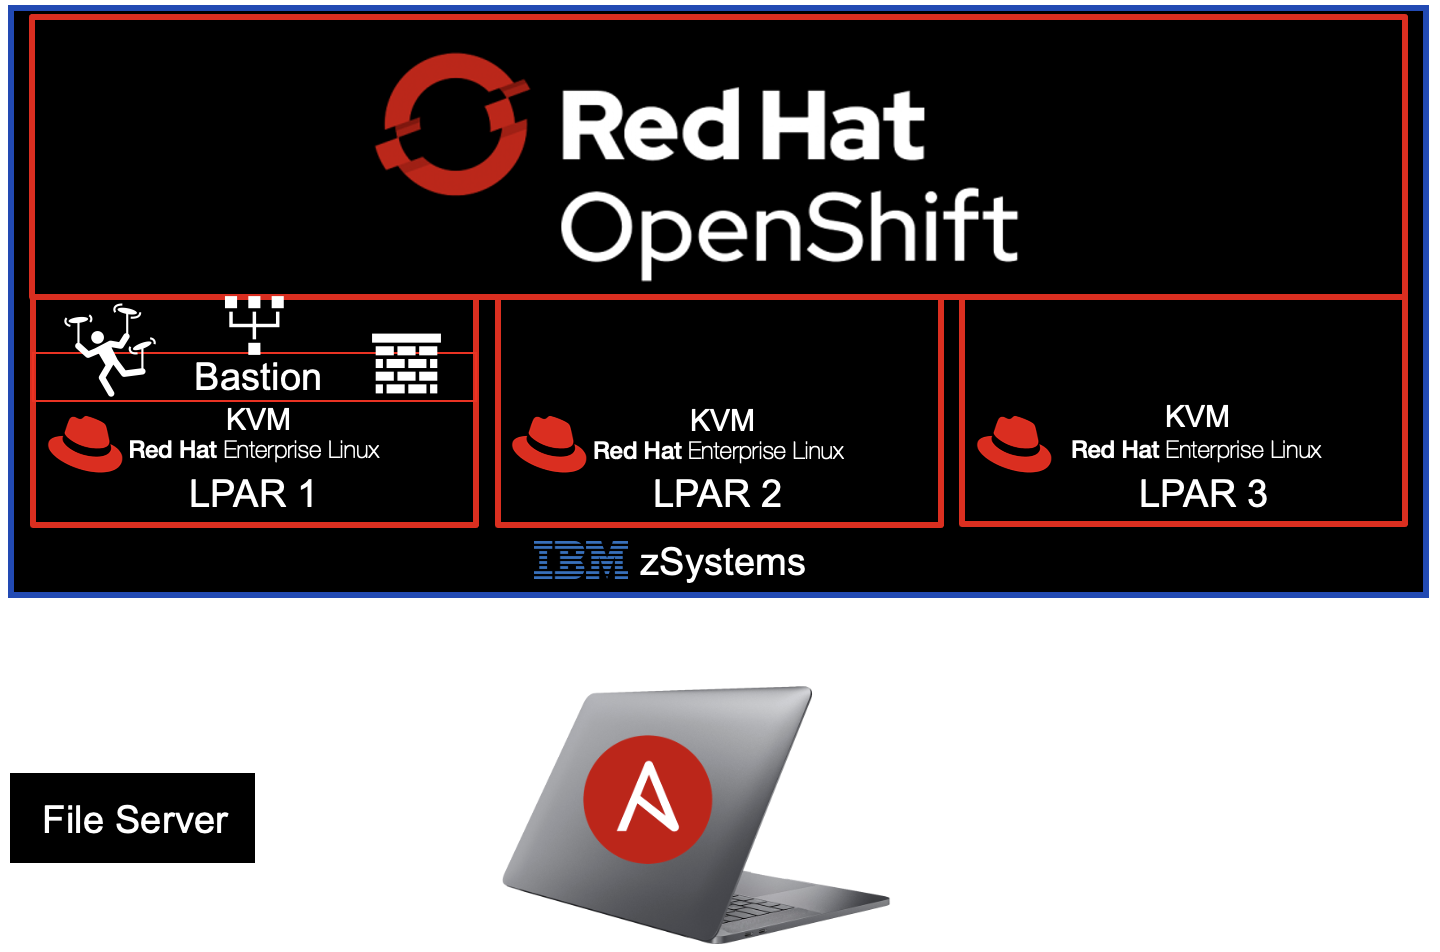 Red Hat
OpenShift
Bastion
KVM
Red Hat Enterprise Linux
LPAR 1
KVM
Red Hat Enterprise Linux
LPAR 2
KVM
Red Hat Enterprise Linux
LPAR 3
IBM zSystems
File Server